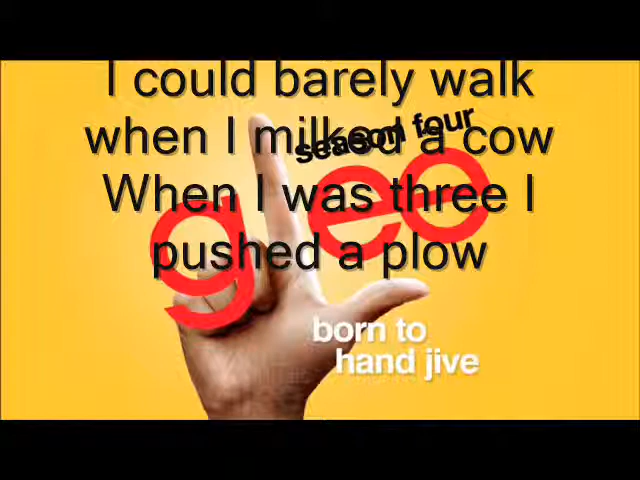 I could barely walk
when I milked a cow
When I was three I
pushed a plow
season four
glee
born to
hand jive